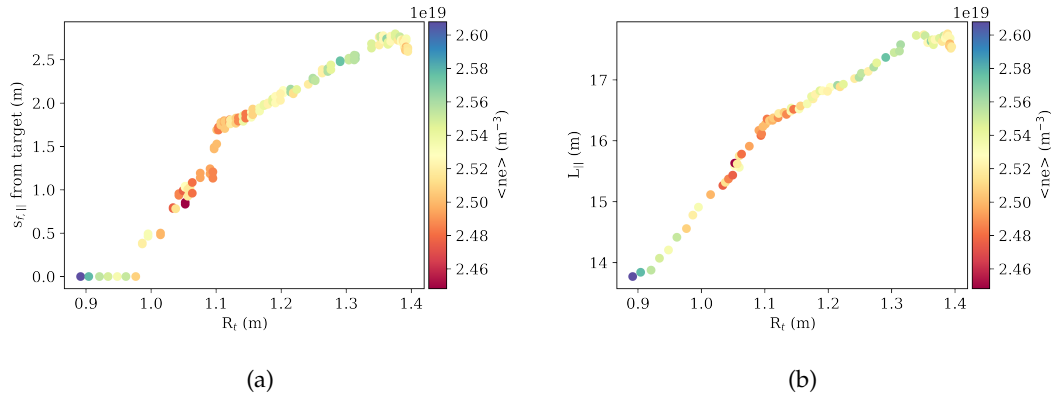 1e19
2.5
2.0
1.5
1.0
0.5
0.0
s_{f,||} from target (m)
0.9 1.0 1.1 1.2 1.3 1.4
R_t (m)
2.60
2.58
2.56
2.54
2.52
2.50
2.48
2.46
<ne> (m^{−3})
(a)
1e19
17
16
15
14
L_{||} (m)
0.9 1.0 1.1 1.2 1.3 1.4
R_t (m)
2.60
2.58
2.56
2.54
2.52
2.50
2.48
2.46
<ne> (m^{−3})
(b)